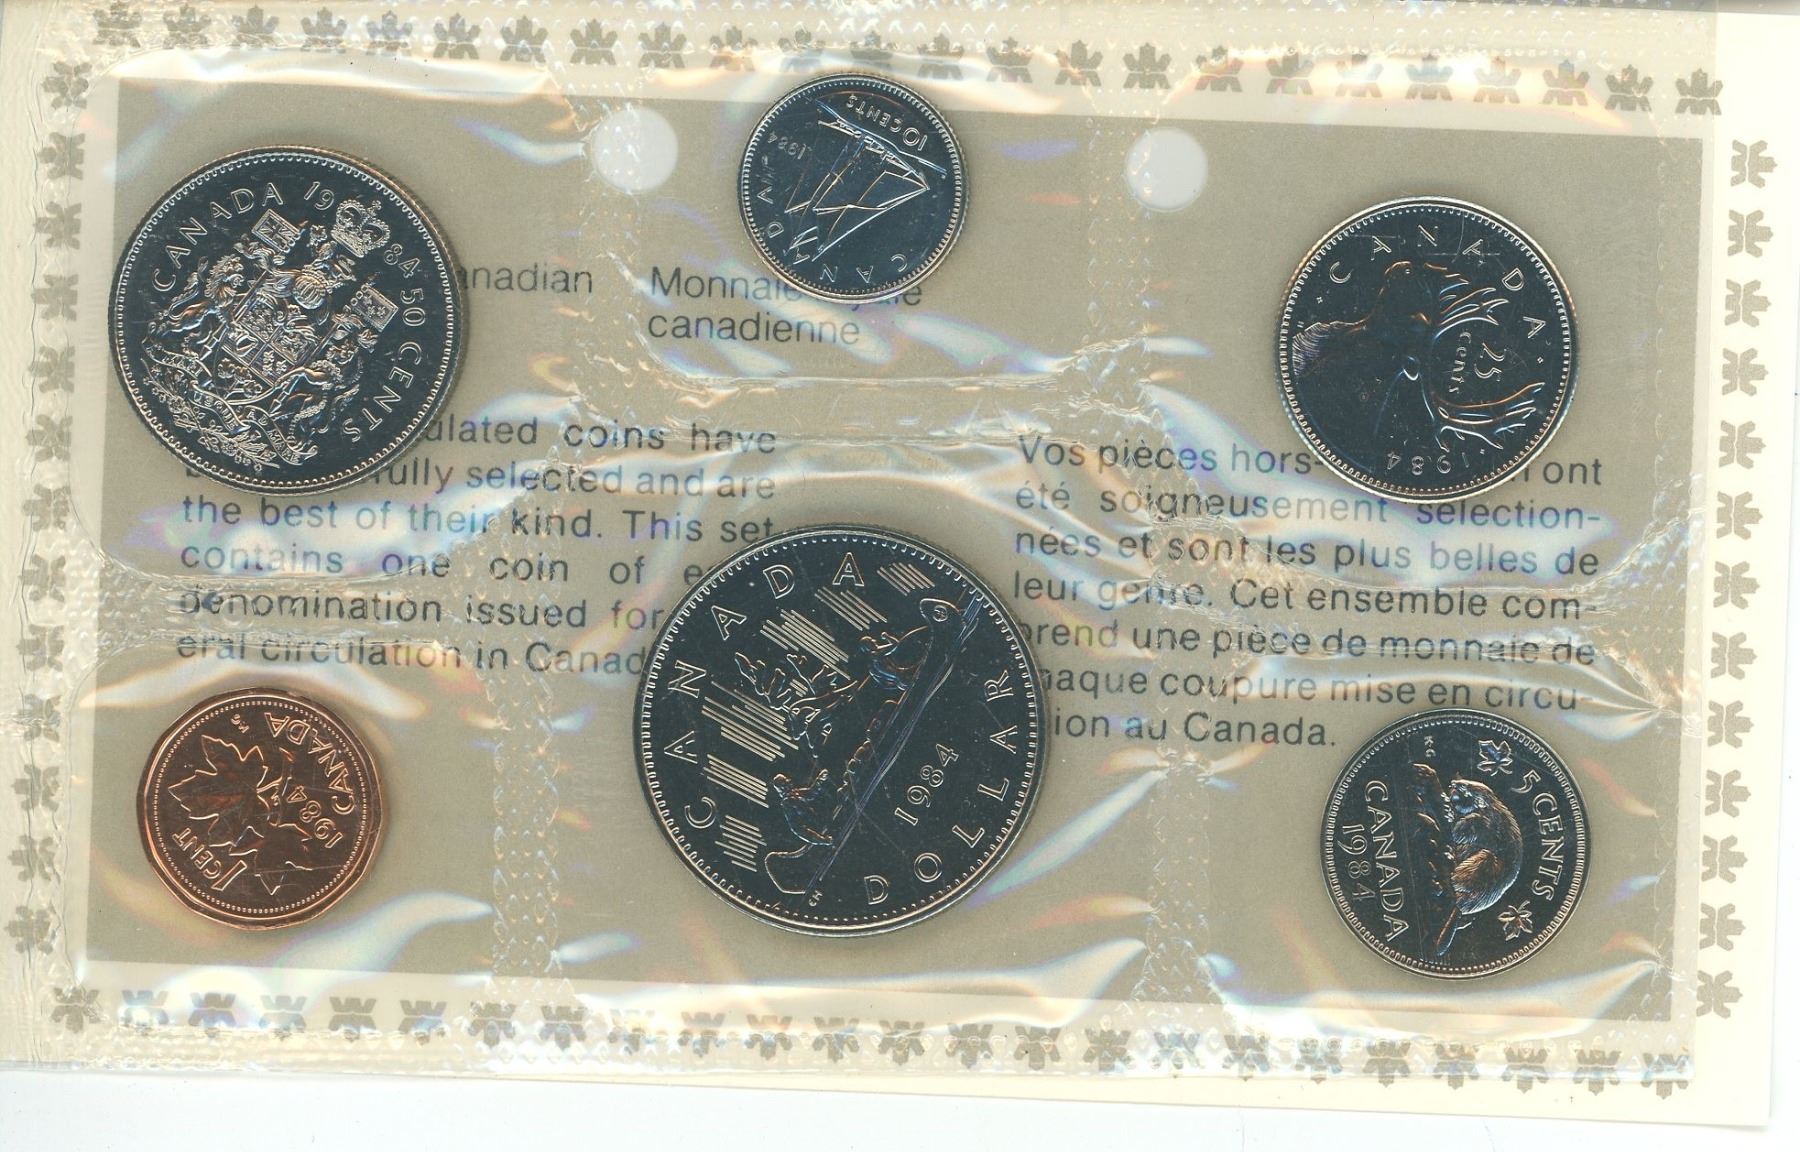 CANADA 1984 50 CENTS
10 CENTS
1984
CANADA
CANADA
25
Cents
1984
anadian
Monnaie
canadienne
ulated coins have
fully selected and are
the best of their kind. This set
contains one coin of
denomination issued for
eral circulation in Canad
Vos pièces hors-
ont
été soigneusement sélection-
nées et sont les plus belles de
leur genre. Cet ensemble com-
prend une pièce de monnaie de
haque coupure mise en circu-
ion au Canada.
KG
CANADA
1984
1 CENT
CANADA
1984
DOLLAR
5 CENTS
KG
CANADA
1984